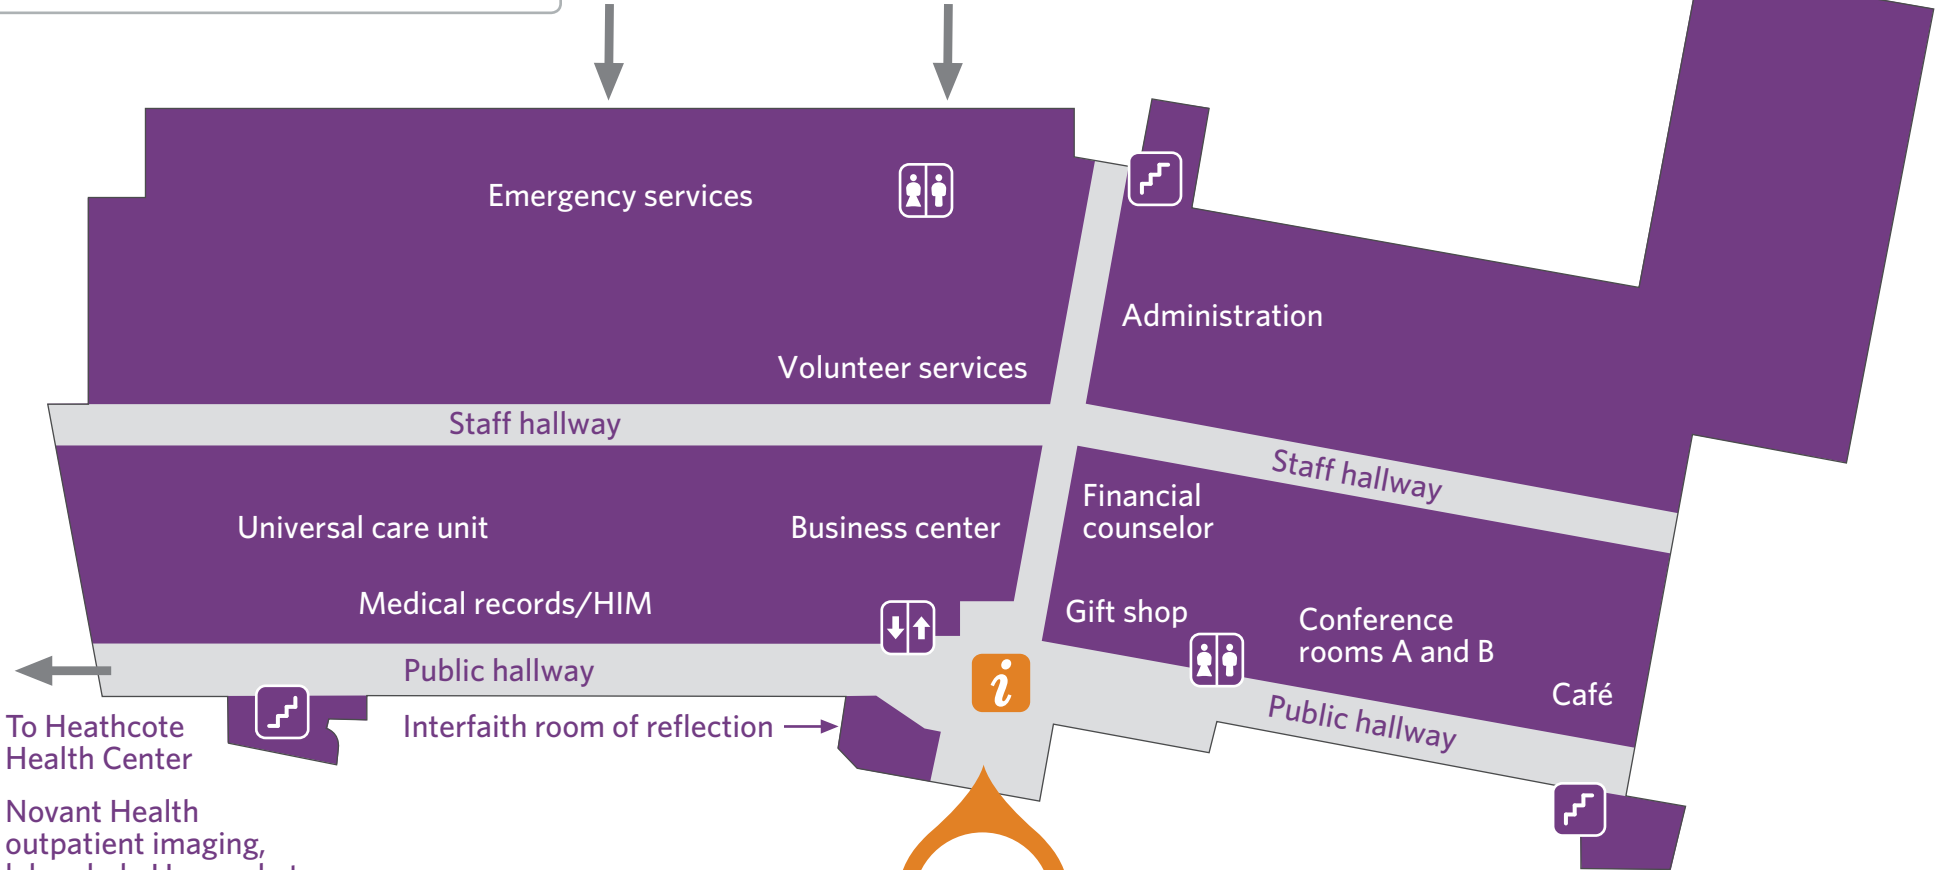 Emergency services
Administration
Volunteer services
Staff hallway
Staff hallway
Financial
counselor
Universal care unit
Business center
Medical records/HIM
Gift shop
Conference
rooms A and B
Public hallway
i
Café
Public hallway
To Heathcote
Health Center
Interfaith room of reflection
Novant Health
outpatient imaging,